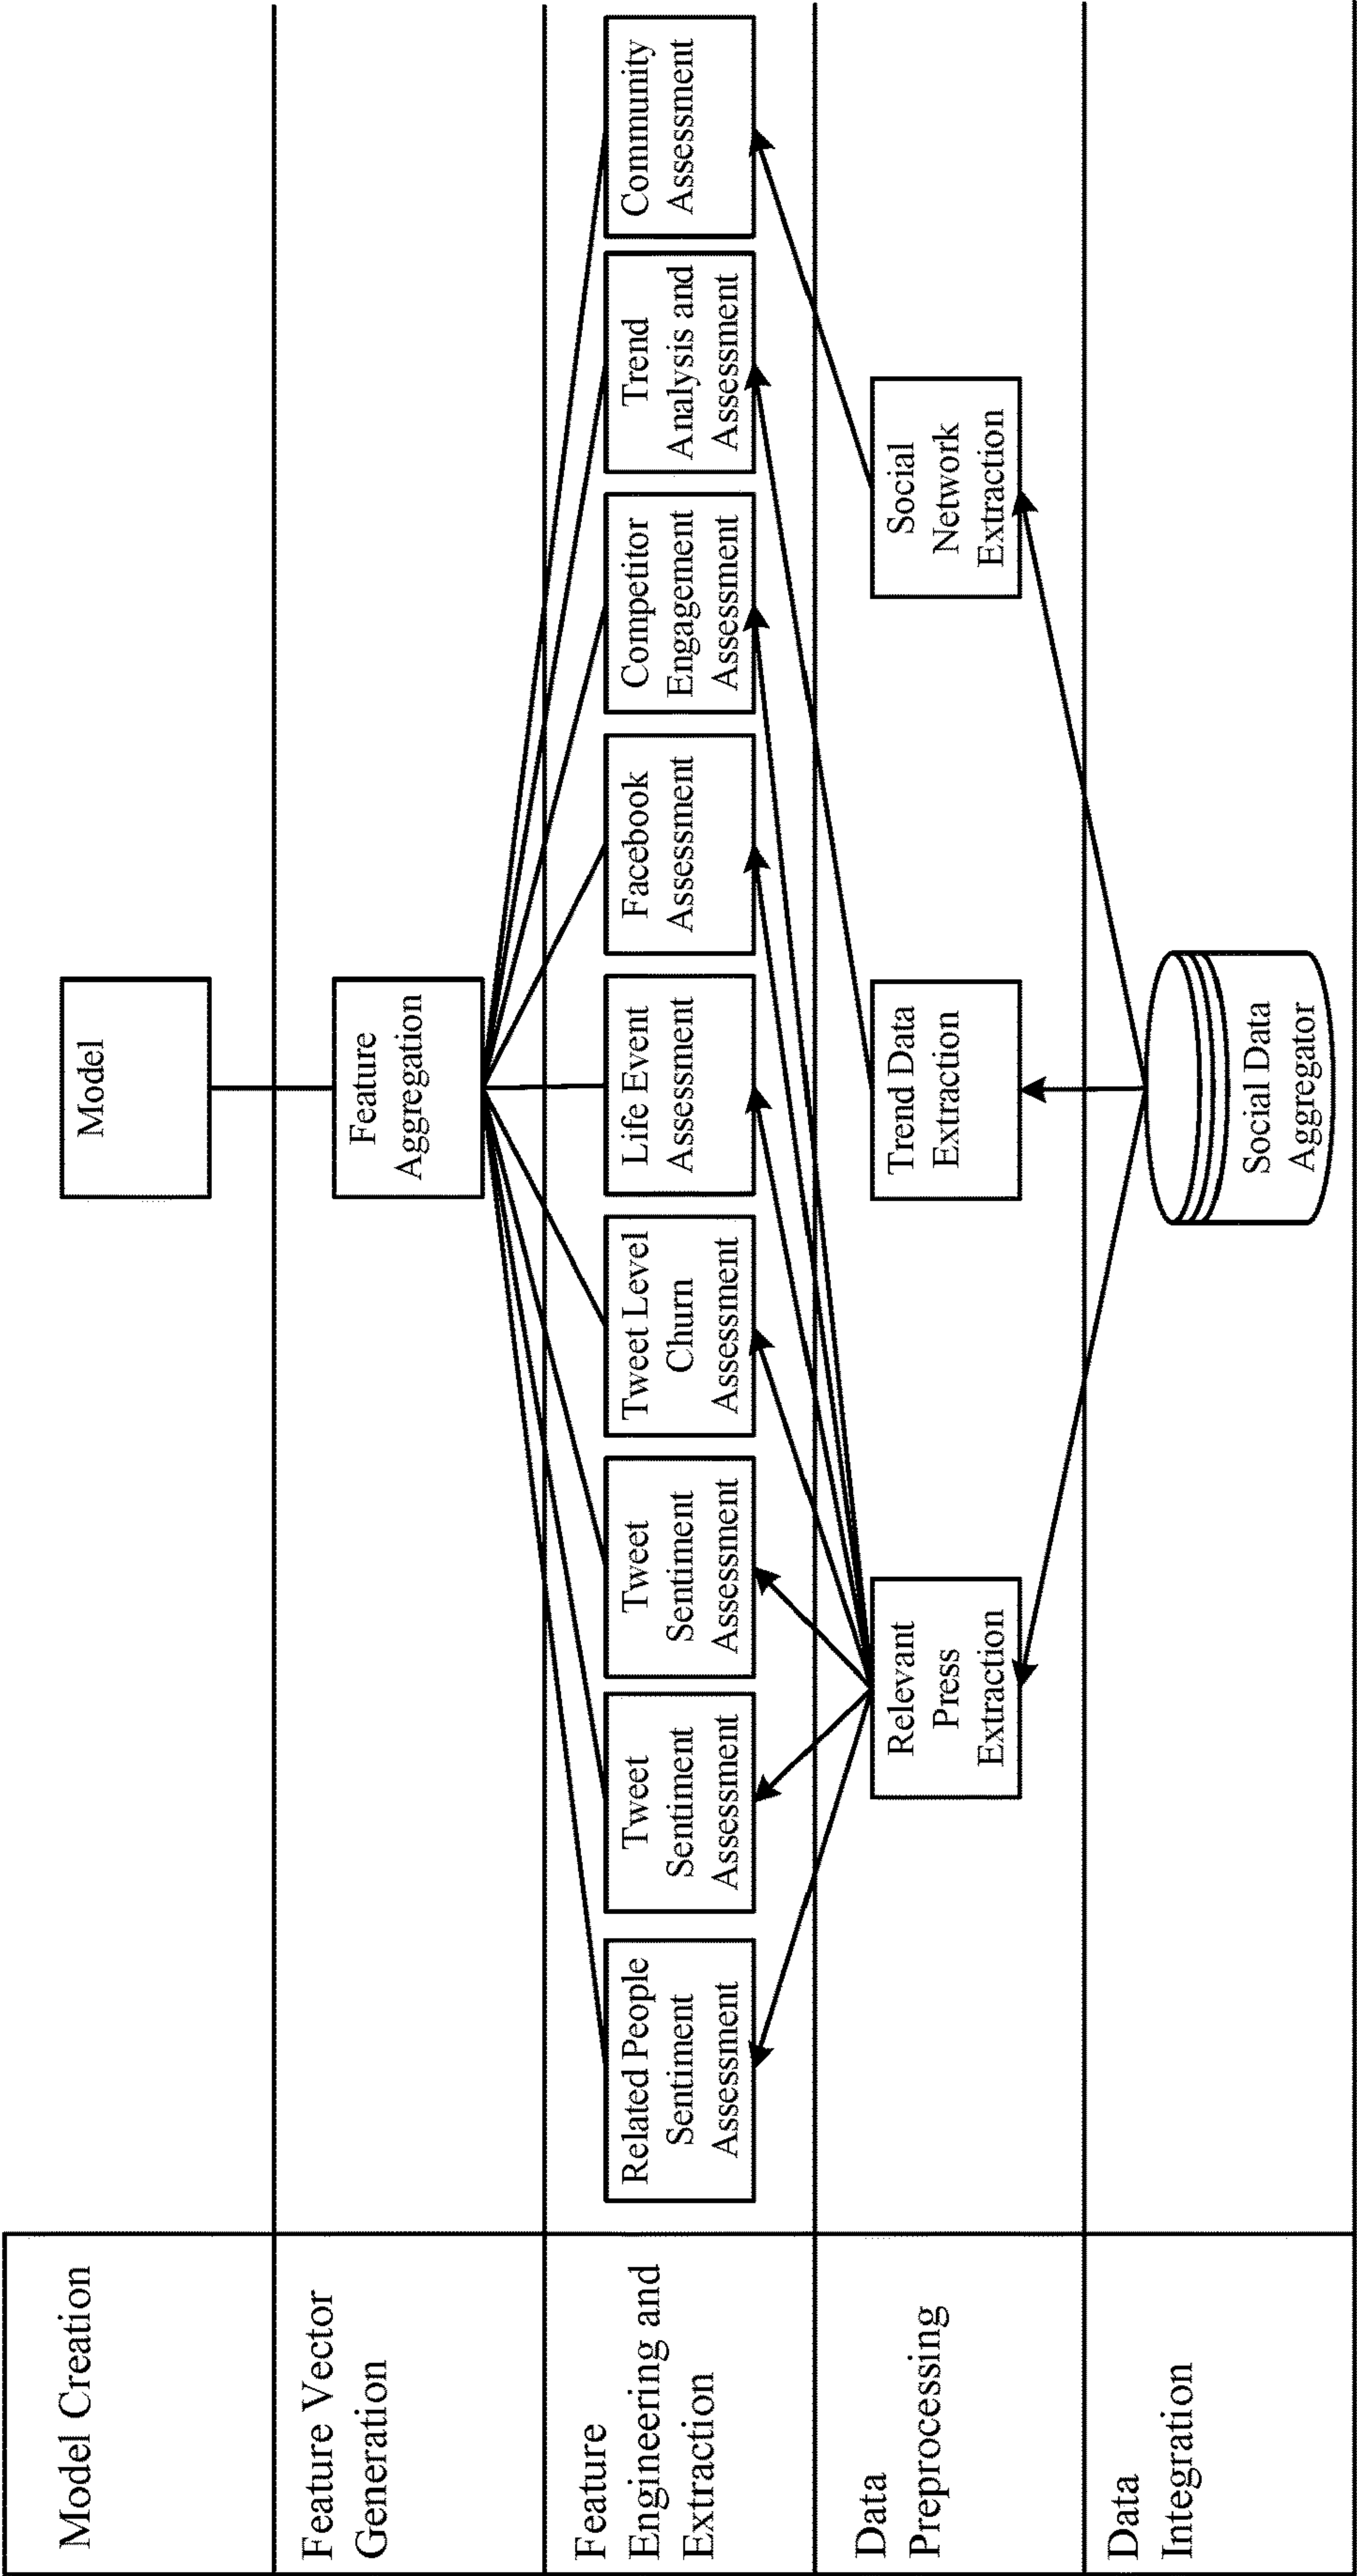 Model Creation
Model
Feature Vector
Generation
Feature
Aggregation
Feature
Engineering and
Extraction
Related People
Sentiment
Assessment
Tweet
Sentiment
Assessment
Tweet
Sentiment
Assessment
Tweet Level
Churn
Assessment
Life Event
Assessment
Facebook
Assessment
Competitor
Engagement
Assessment
Trend
Analysis and
Assessment
Community
Assessment
Data
Preprocessing
Relevant
Press
Extraction
Trend Data
Extraction
Social
Network
Extraction
Data
Integration
Social Data
Aggregator